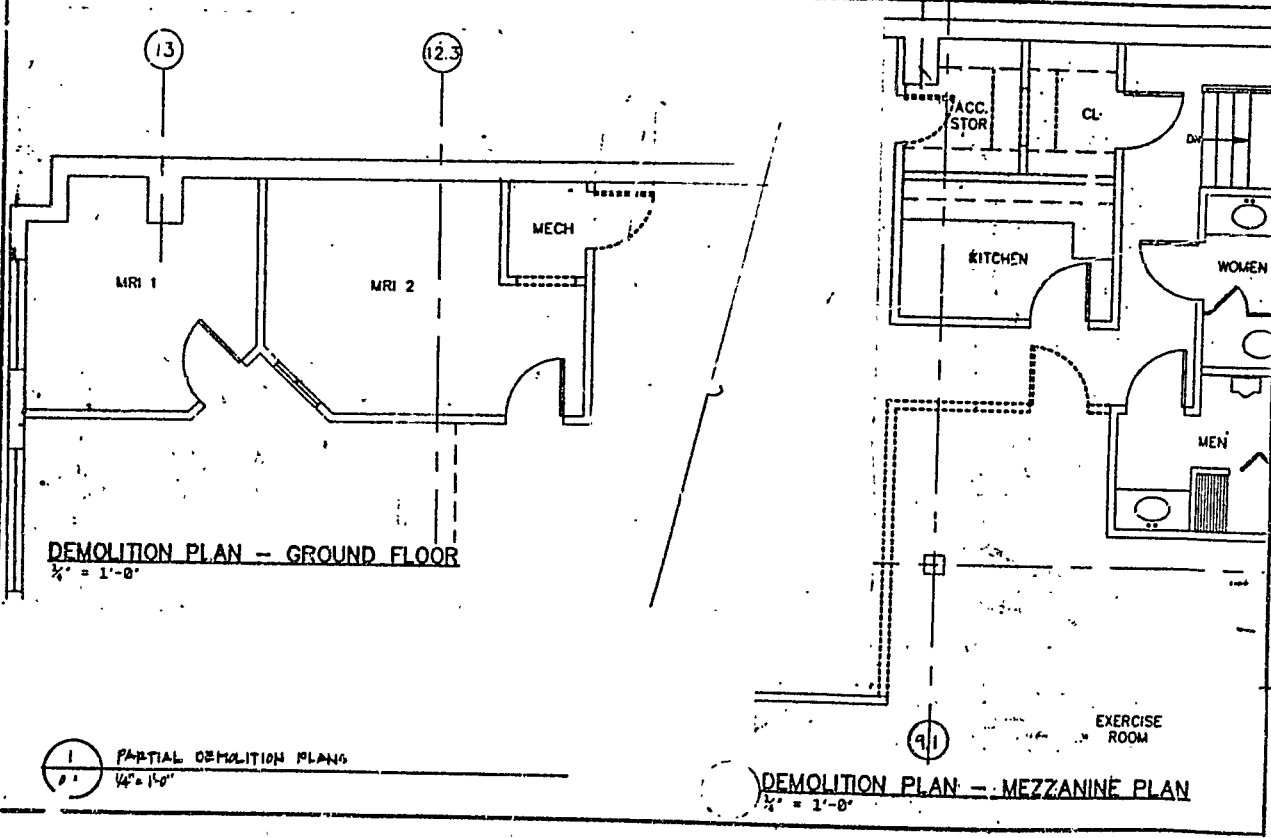 13
12.3
MRI 1
MRI 2
MECH
DEMOLITION PLAN - GROUND FLOOR
¼" = 1'-0"
1
PARTIAL DEMOLITION PLANS
¼" = 1'-0"
ACC.
STOR
CL.
KITCHEN
WOMEN
MEN
EXERCISE
ROOM
9.1
DEMOLITION PLAN - MEZZANINE PLAN
¼" = 1'-0"